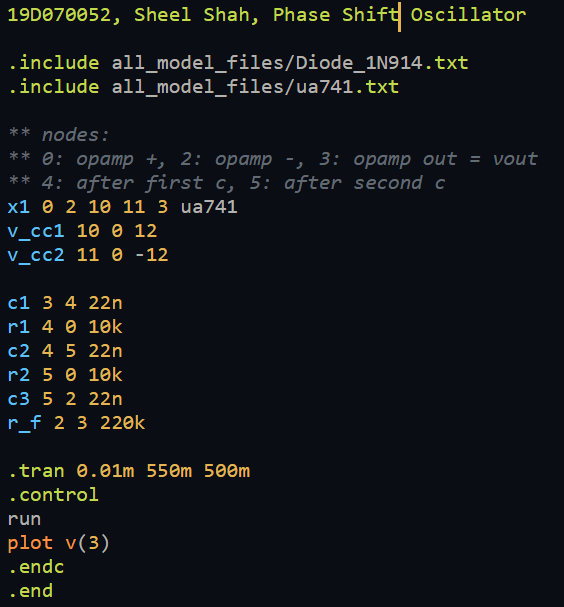 19D070052, Sheel Shah, Phase Shift Oscillator
.include all_model_files/Diode_1N914.txt
.include all_model_files/ua741.txt
** nodes:
** 0: opamp +, 2: opamp -, 3: opamp out = vout
** 4: after first c, 5: after second c
x1 0 2 10 11 3 ua741
v_cc1 10 0 12
v_cc2 11 0 -12
c1 3 4 22n
r1 4 0 10k
c2 4 5 22n
r2 5 0 10k
c3 5 2 22n
r_f 2 3 220k
.tran 0.01m 550m 500m
.control
run
plot v(3)
.endc
.end